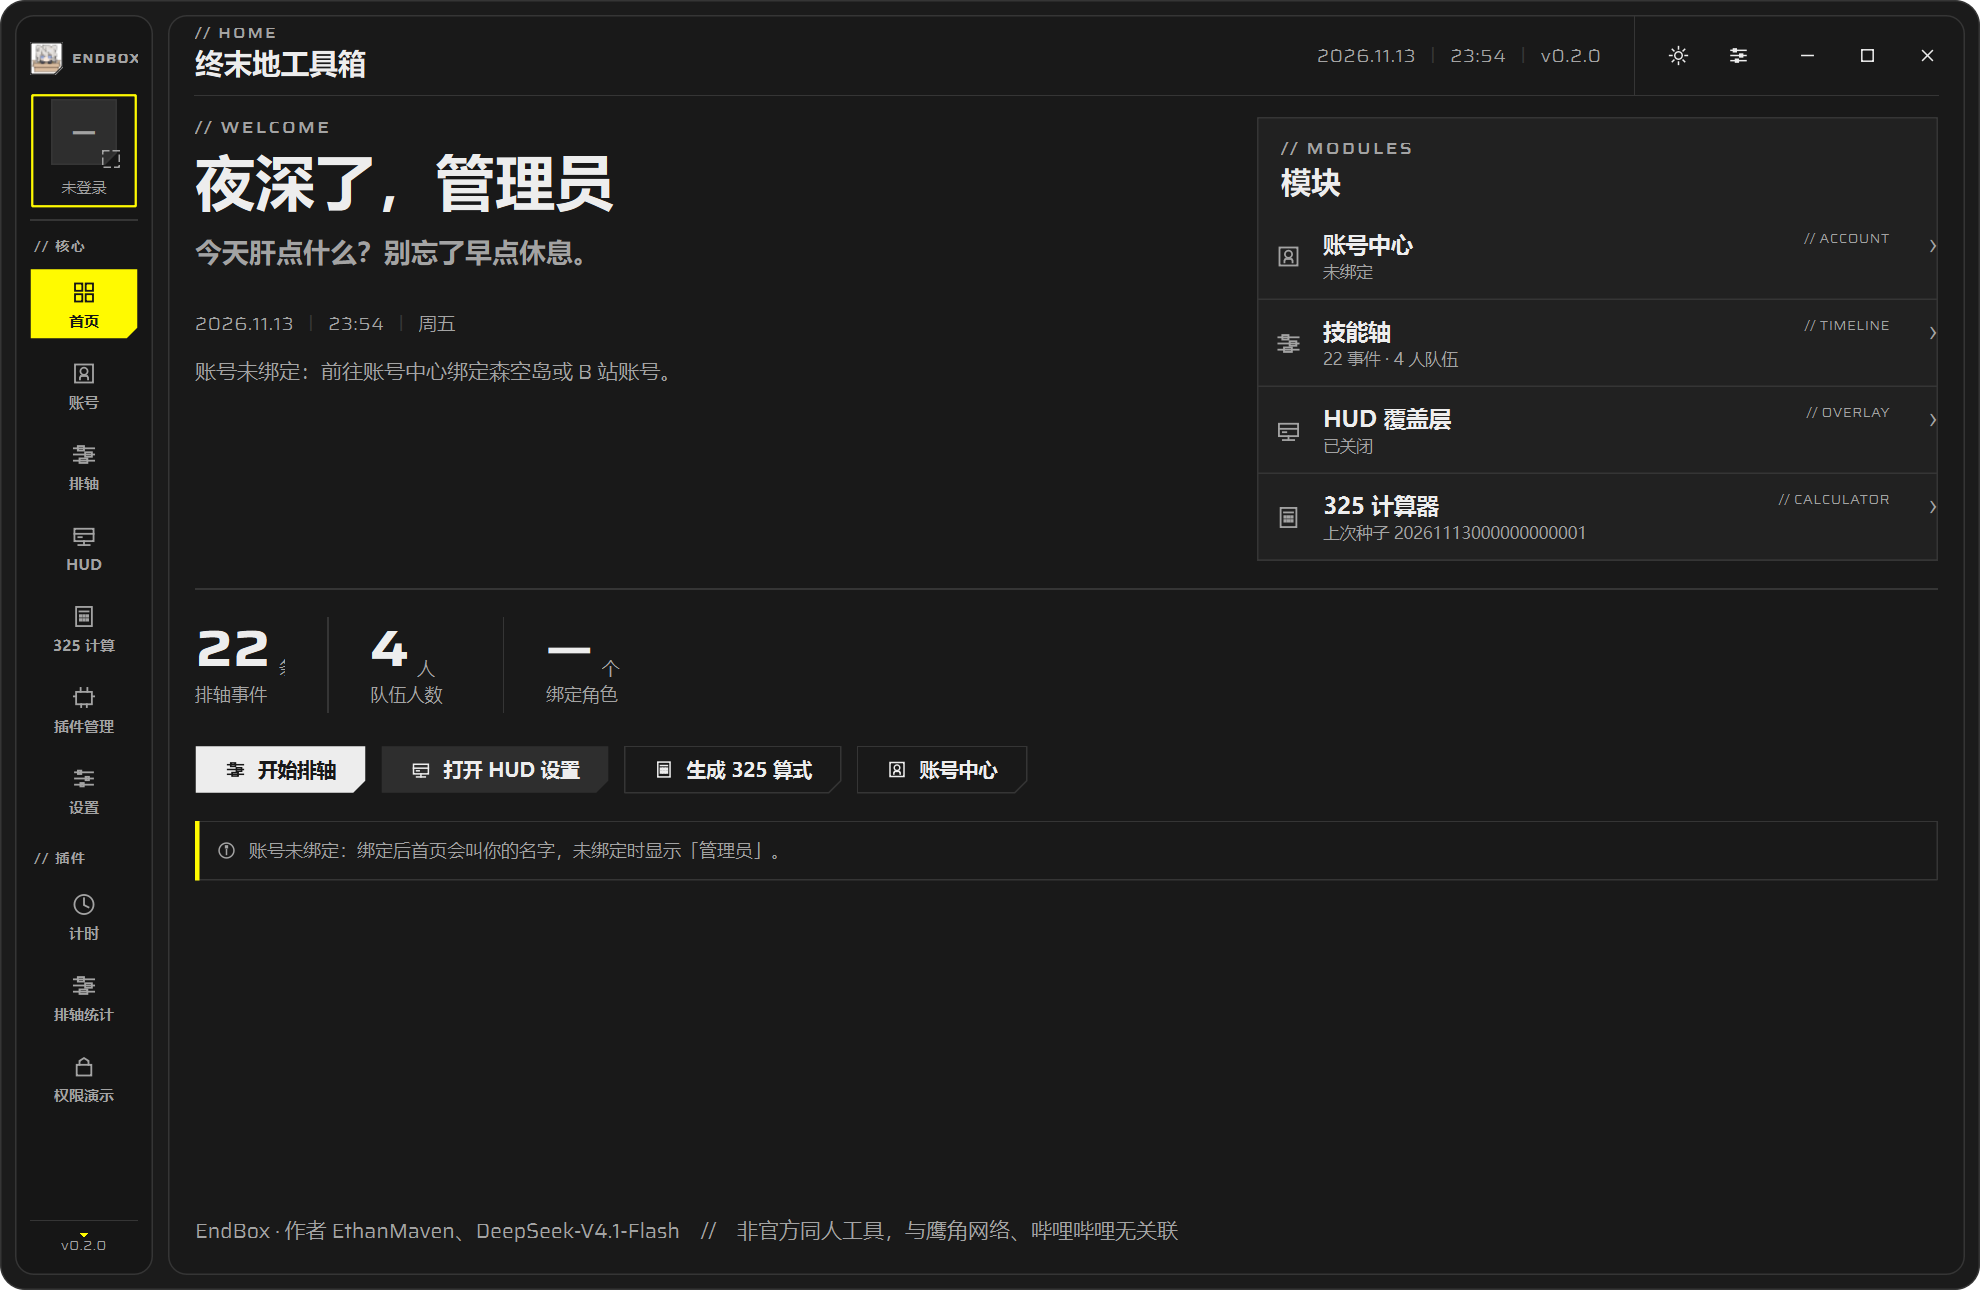 ENDBOX
未登录
// 核心
首页
账号
排轴
HUD
325 计算
插件管理
设置
// 插件
计时
排轴统计
权限演示
v0.2.0
// HOME
终末地工具箱
2026.11.13 23:54 v0.2.0
// WELCOME
夜深了，管理员
今天肝点什么？别忘了早点休息。
2026.11.13 23:54 周五
账号未绑定：前往账号中心绑定森空岛或 B 站账号。
// MODULES
模块
账号中心 // ACCOUNT
未绑定
技能轴 // TIMELINE
22 事件 · 4 人队伍
HUD 覆盖层 // OVERLAY
已关闭
325 计算器 // CALCULATOR
上次种子 20261113000000000001
22
排轴事件
4 人
队伍人数
— 个
绑定角色
开始排轴
打开 HUD 设置
生成 325 算式
账号中心
账号未绑定：绑定后首页会叫你的名字，未绑定时显示「管理员」。
EndBox · 作者 EthanMaven、DeepSeek-V4.1-Flash // 非官方同人工具，与鹰角网络、哔哩哔哩无关联